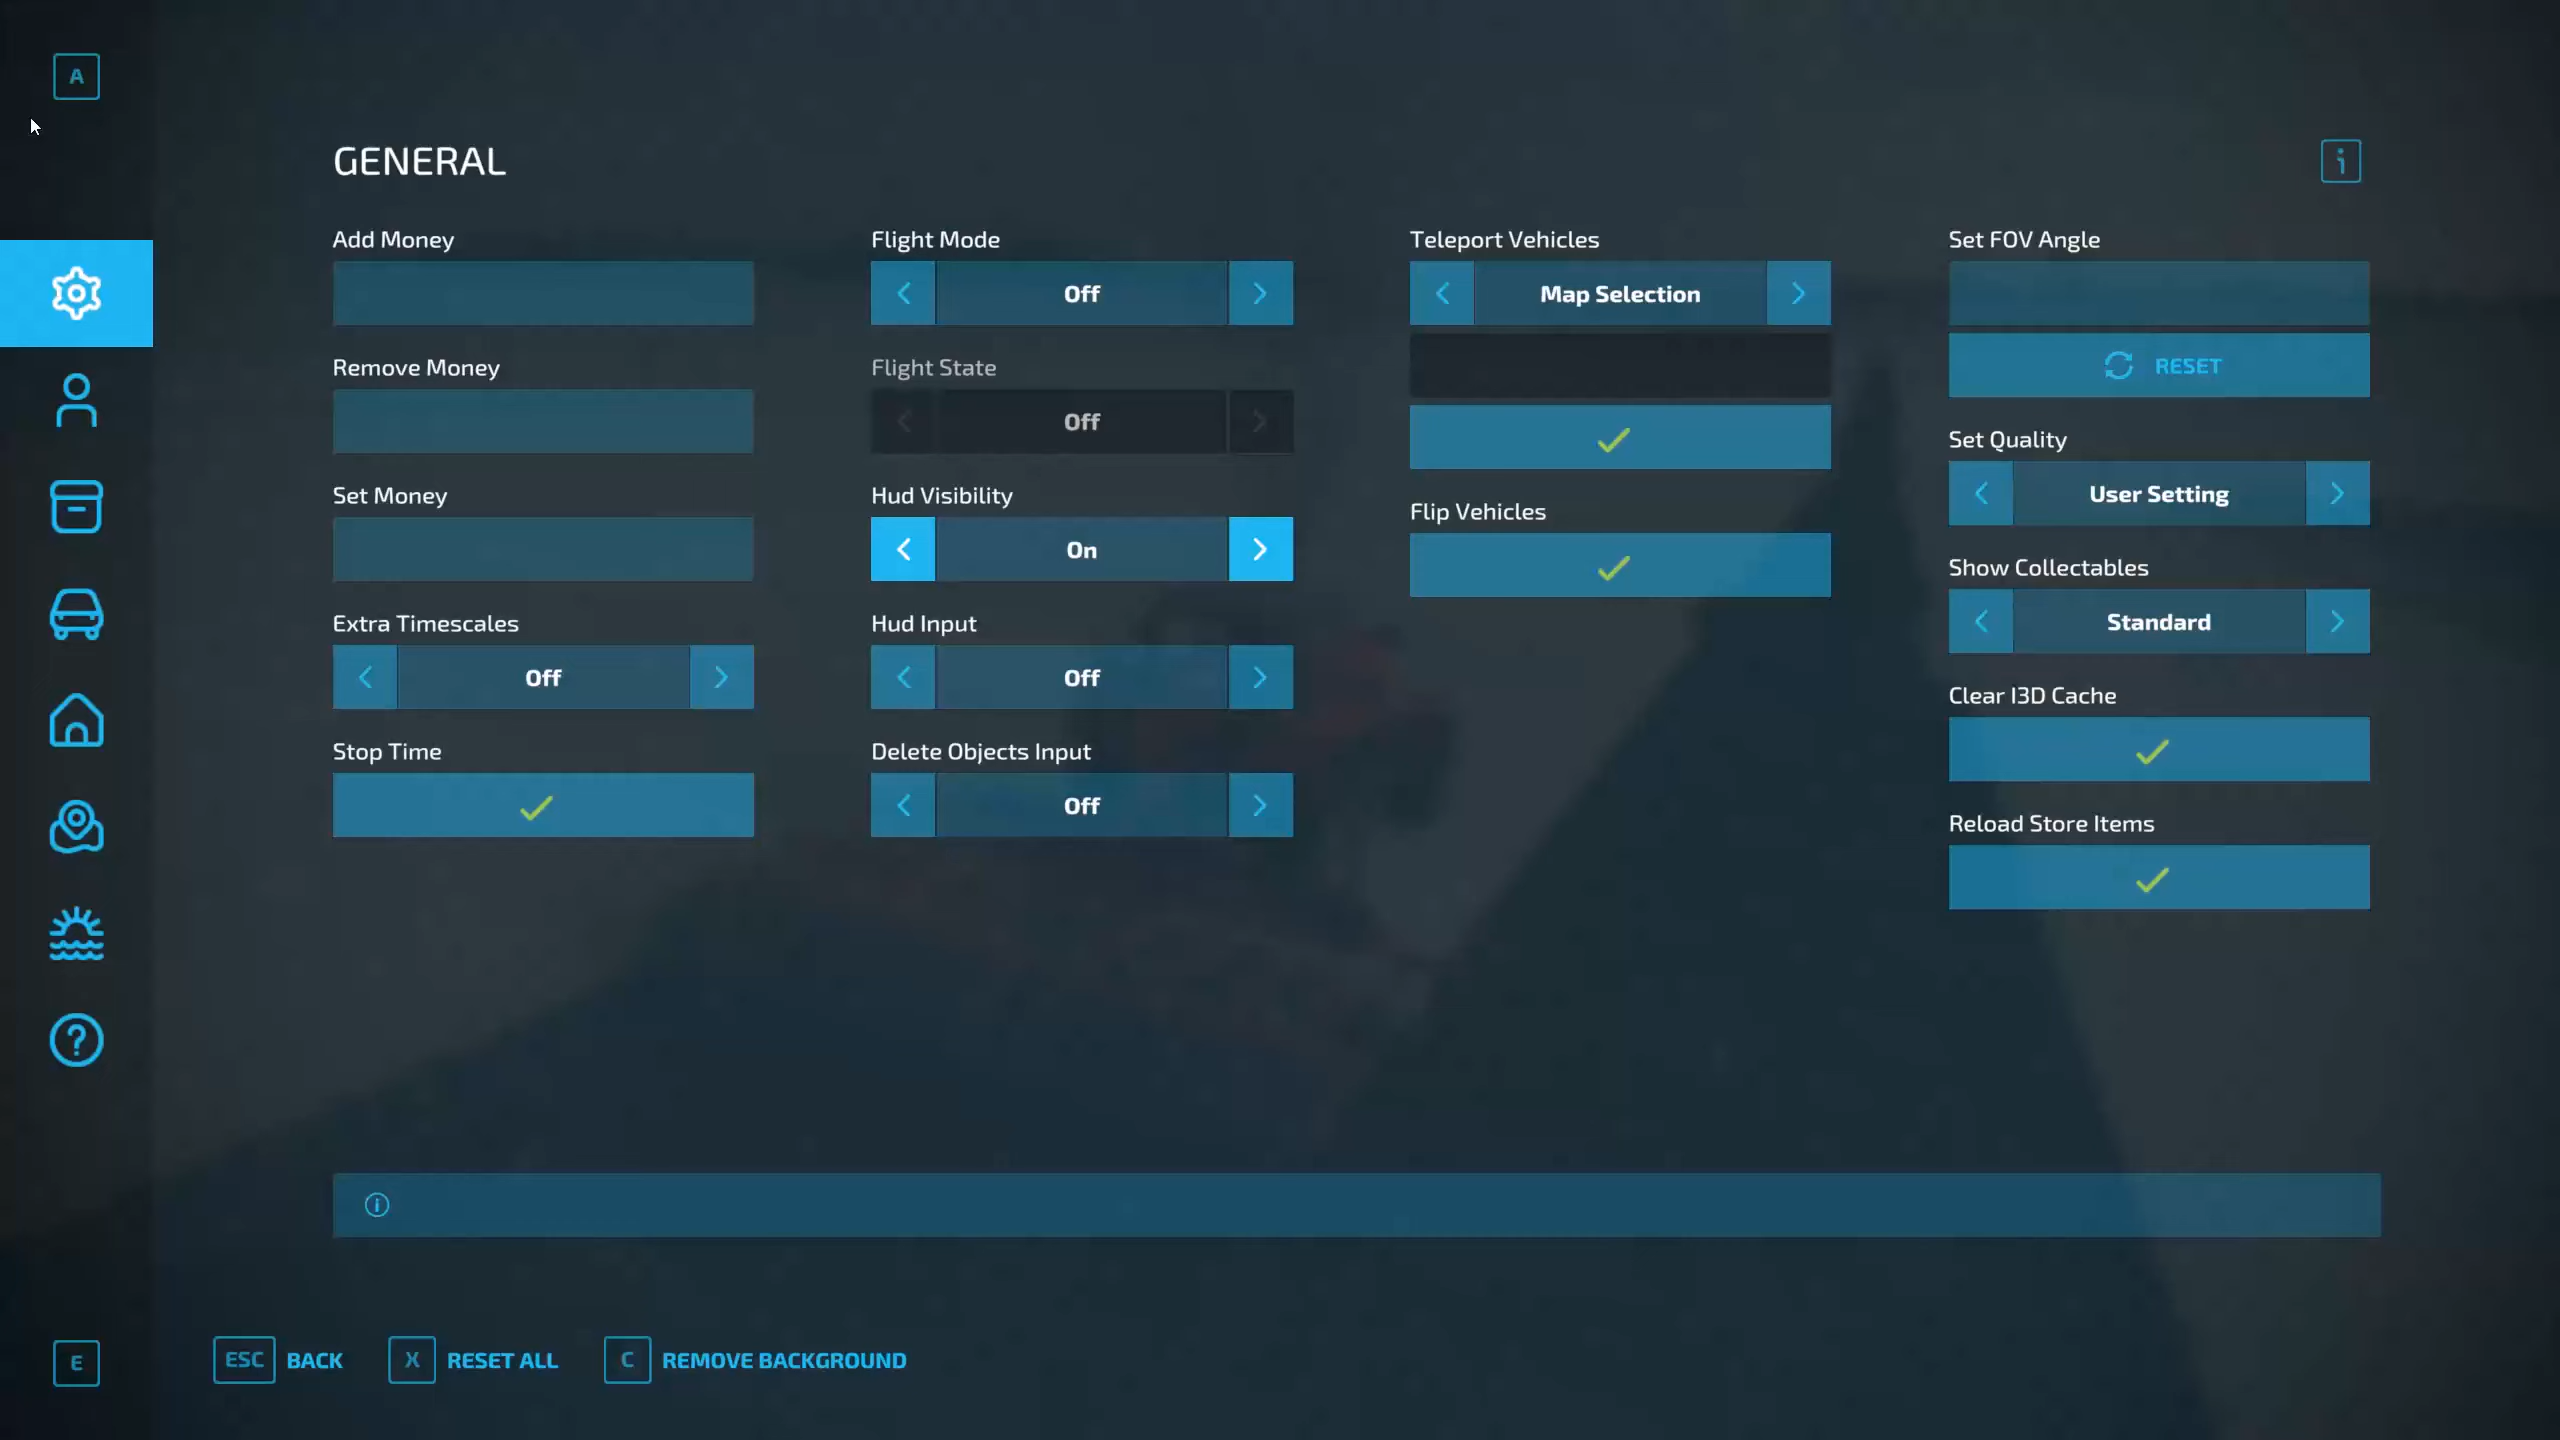 A
GENERAL
Add Money
Remove Money
Set Money
Extra Timescales
Off
Stop Time
Flight Mode
Off
Flight State
Off
Hud Visibility
On
Hud Input
Off
Delete Objects Input
Off
Teleport Vehicles
Map Selection
Flip Vehicles
Set FOV Angle
RESET
Set Quality
User Setting
Show Collectables
Standard
Clear I3D Cache
Reload Store Items
E
ESC BACK X RESET ALL C REMOVE BACKGROUND